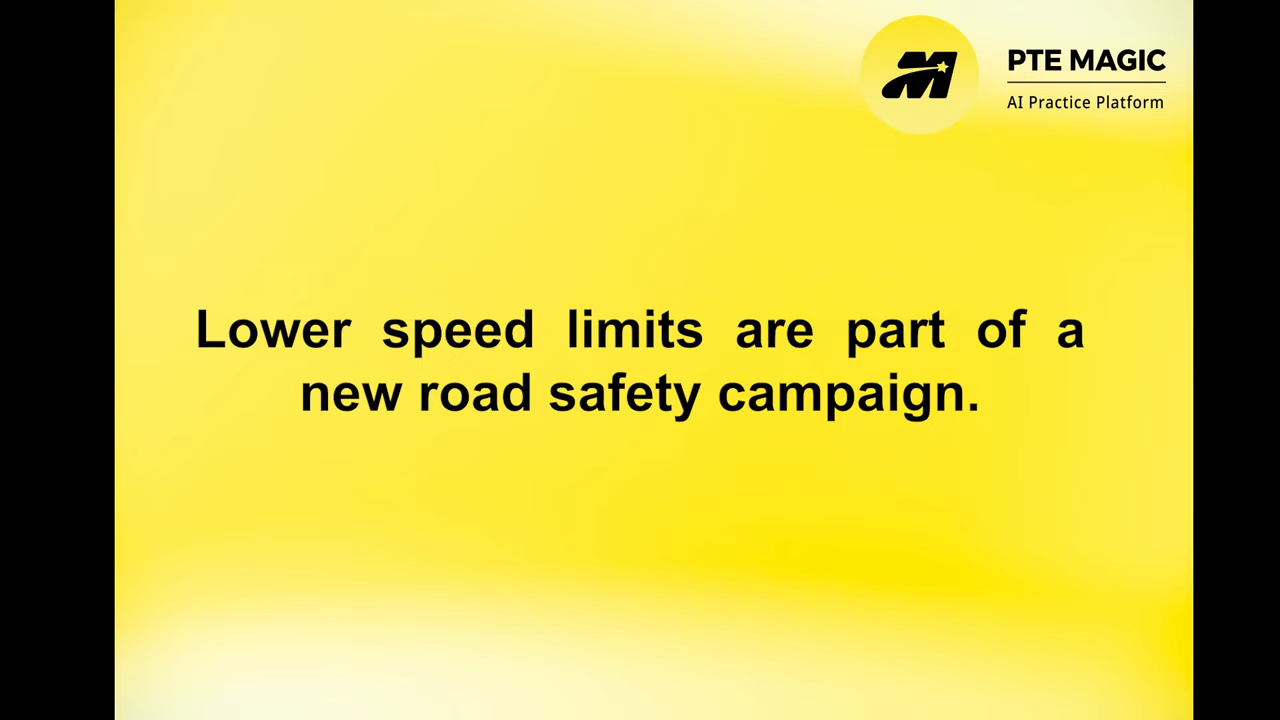 PTE MAGIC
AI Practice Platform
Lower speed limits are part of a
new road safety campaign.